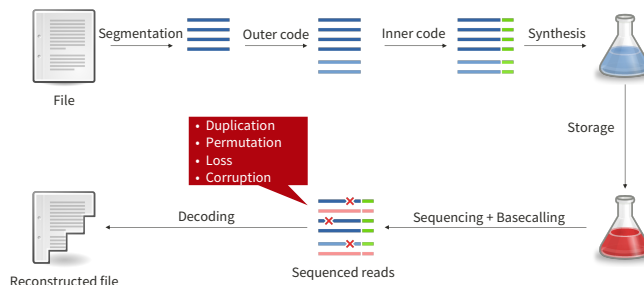 Segmentation
Outer code
Inner code
Synthesis
File
Storage
• Duplication
• Permutation
• Loss
• Corruption
Decoding
Sequencing + Basecalling
Reconstructed file
Sequenced reads